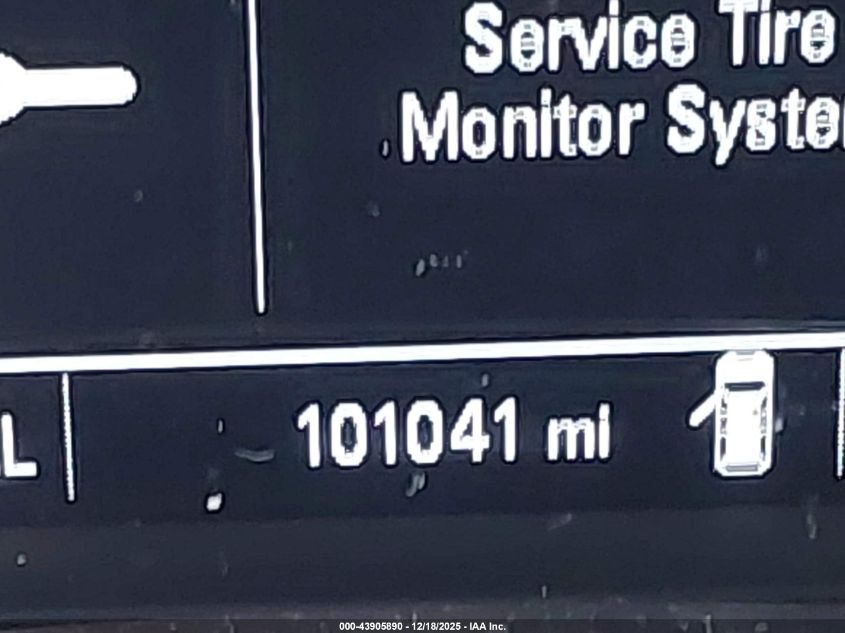 Service Tire
Monitor System
101041 mi
000-43905890 - 12/18/2025 - IAA Inc.